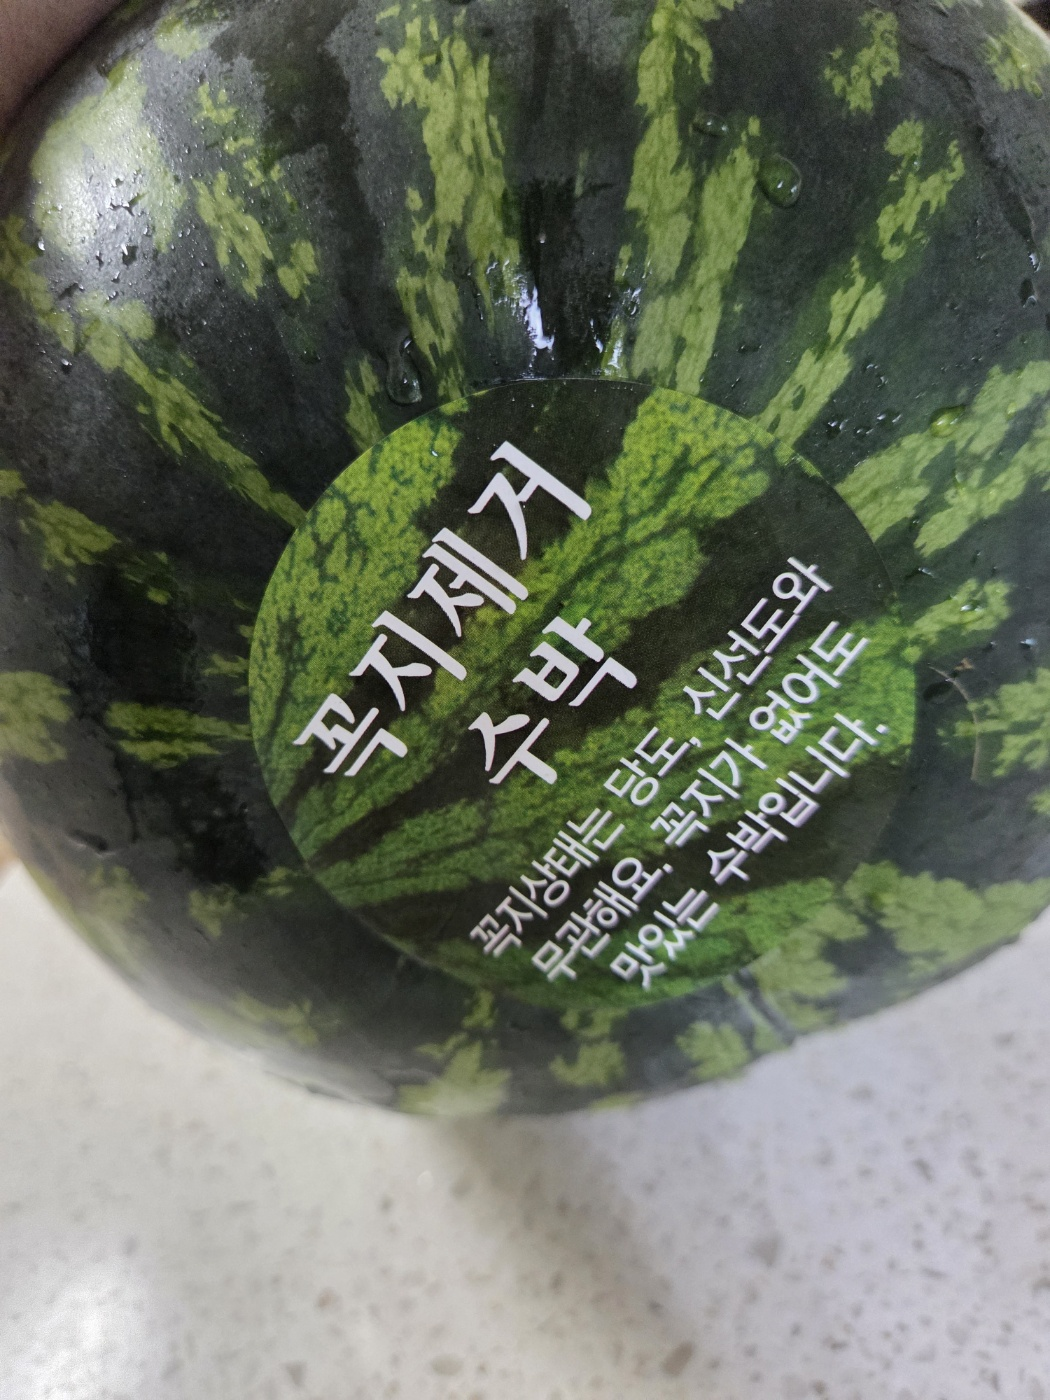 꼭지제거
수박
꼭지상태는 당도, 신선도와
무관해요. 꼭지가 없어도
맛있는 수박입니다.